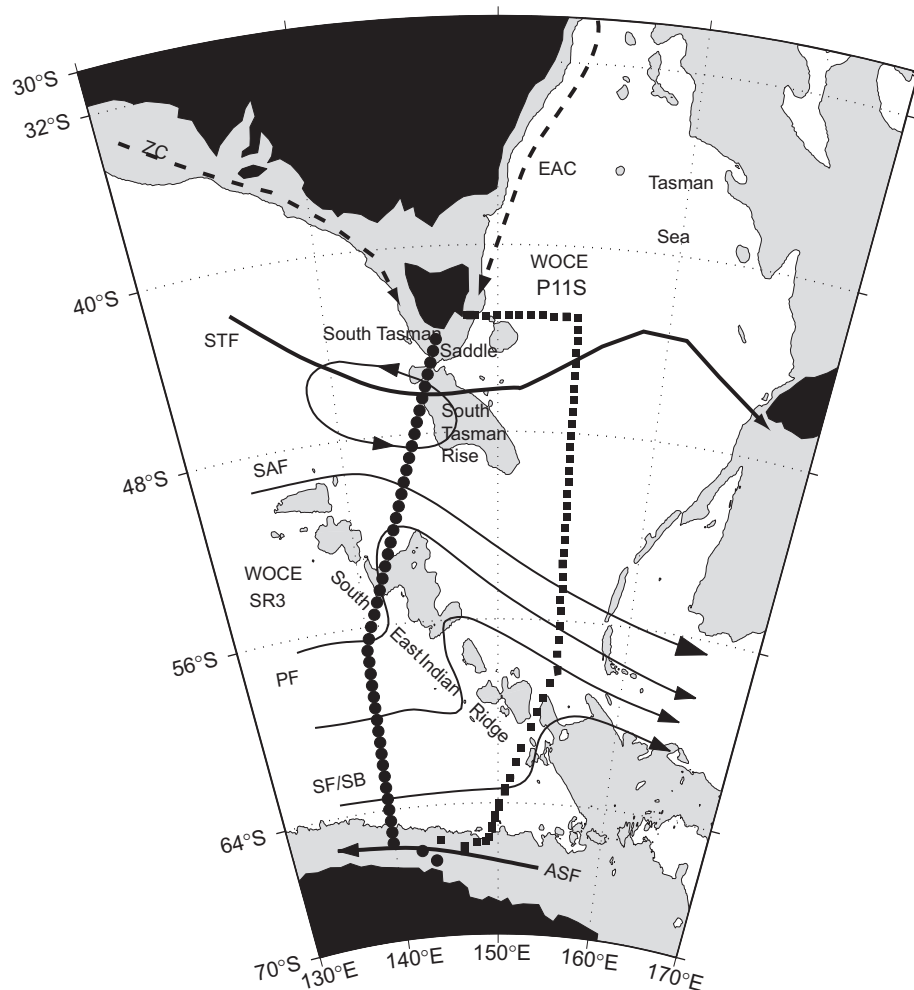 30°S
32°S
ZC
EAC
Tasman
Sea
WOCE
P11S
40°S
STF
South Tasman
Saddle
South
Tasman
Rise
SAF
48°S
WOCE
SR3
South
East Indian
Ridge
56°S
PF
SF/SB
64°S
ASF
70°S
130°E
140°E
150°E
160°E
170°E